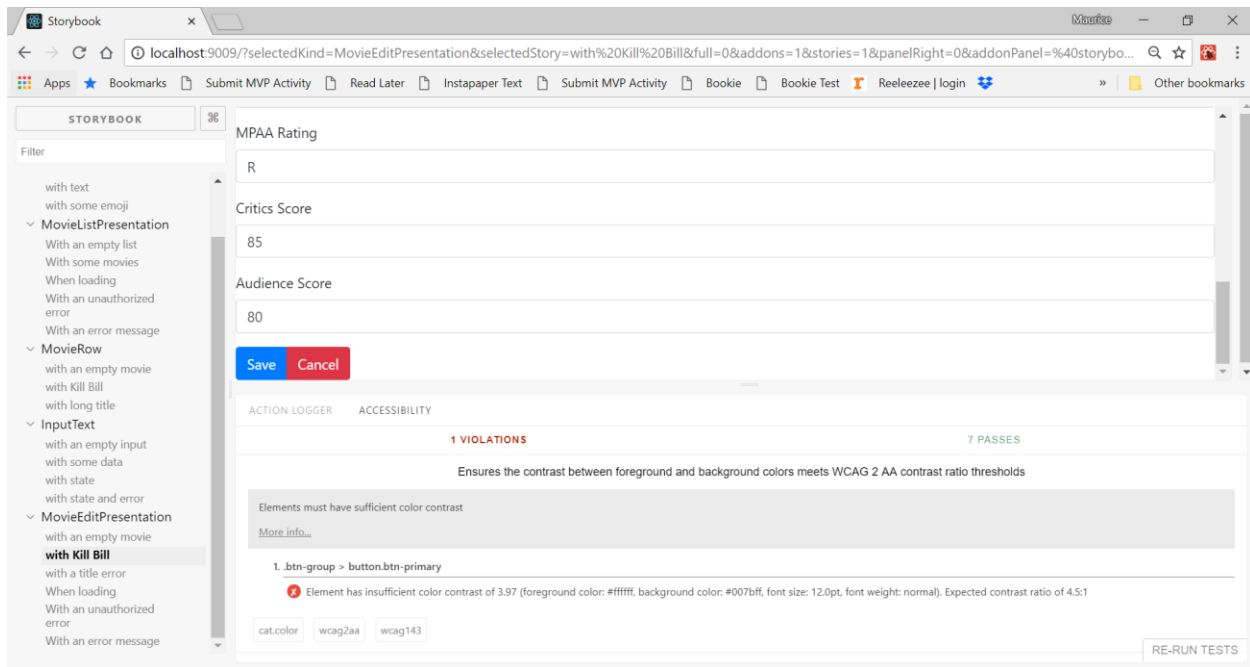 Storybook
Maurice
localhost:9009/?selectedKind=MovieEditPresentation&selectedStory=with%20Kill%20Bill&full=0&addons=1&stories=1&panelRight=0&addonPanel=%40storybo...
Apps Bookmarks Submit MVP Activity Read Later Instapaper Text Submit MVP Activity Bookie Bookie Test Reeleezee | login » Other bookmarks
STORYBOOK ⌘
Filter
with text
with some emoji
MovieListPresentation
With an empty list
With some movies
When loading
With an unauthorized
error
With an error message
MovieRow
with an empty movie
with Kill Bill
with long title
InputText
with an empty input
with some data
with state
with state and error
MovieEditPresentation
with an empty movie
with Kill Bill
with a title error
When loading
With an unauthorized
error
With an error message
MPAA Rating
R
Critics Score
85
Audience Score
80
Save Cancel
ACTION LOGGER ACCESSIBILITY
1 VIOLATIONS 7 PASSES
Ensures the contrast between foreground and background colors meets WCAG 2 AA contrast ratio thresholds
Elements must have sufficient color contrast
More info...
1. .btn-group > button.btn-primary
x Element has insufficient color contrast of 3.97 (foreground color: #ffffff, background color: #007bff, font size: 12.0pt, font weight: normal). Expected contrast ratio of 4.5:1
cat.color wcag2aa wcag143
RE-RUN TESTS